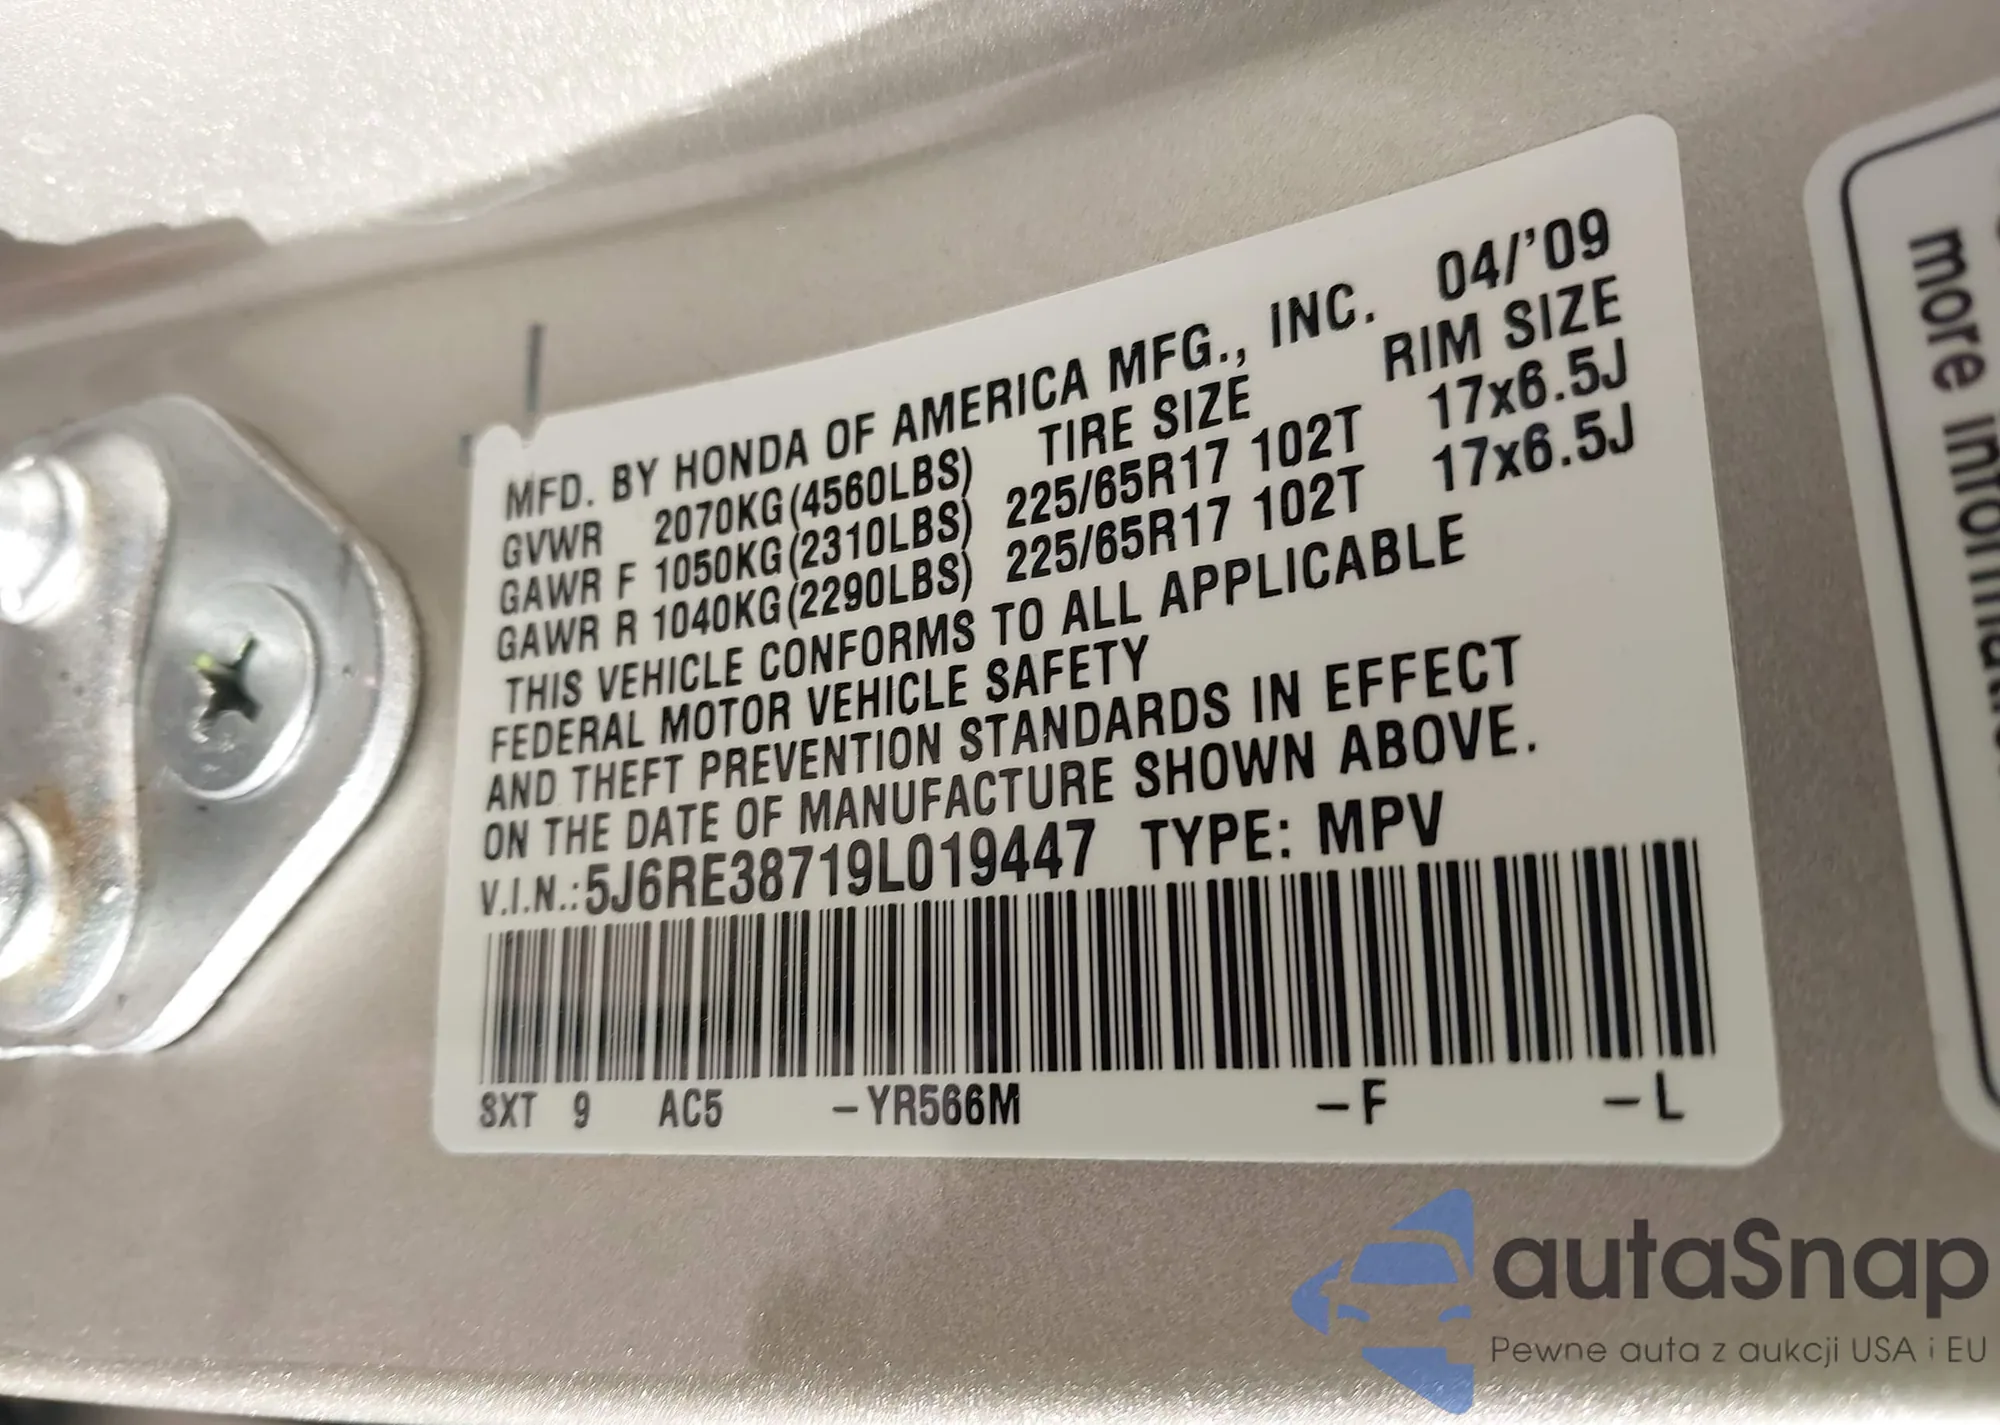 MFD. BY HONDA OF AMERICA MFG., INC. 04/'09
GVWR 2070KG(4560LBS) TIRE SIZE RIM SIZE
GAWR F 1050KG(2310LBS) 225/65R17 102T 17x6.5J
GAWR R 1040KG(2290LBS) 225/65R17 102T 17x6.5J
THIS VEHICLE CONFORMS TO ALL APPLICABLE
FEDERAL MOTOR VEHICLE SAFETY
AND THEFT PREVENTION STANDARDS IN EFFECT
ON THE DATE OF MANUFACTURE SHOWN ABOVE.
V.I.N.:5J6RE38719L019447 TYPE: MPV
SXT 9 AC5 -YR566M -F -L
more
autaSnap
Pewne auta z aukcji USA i EU